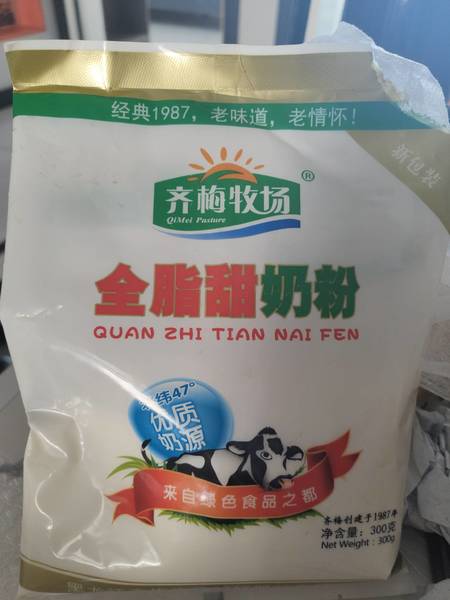 经典1987，老味道，老情怀！
新包装
齐梅牧场®
QiMei Pasture
全脂甜奶粉
QUAN ZHI TIAN NAI FEN
北纬47°
优质
奶源
来自绿色食品之都
齐梅创建于1987年
净含量：300克
Net Weight：300g